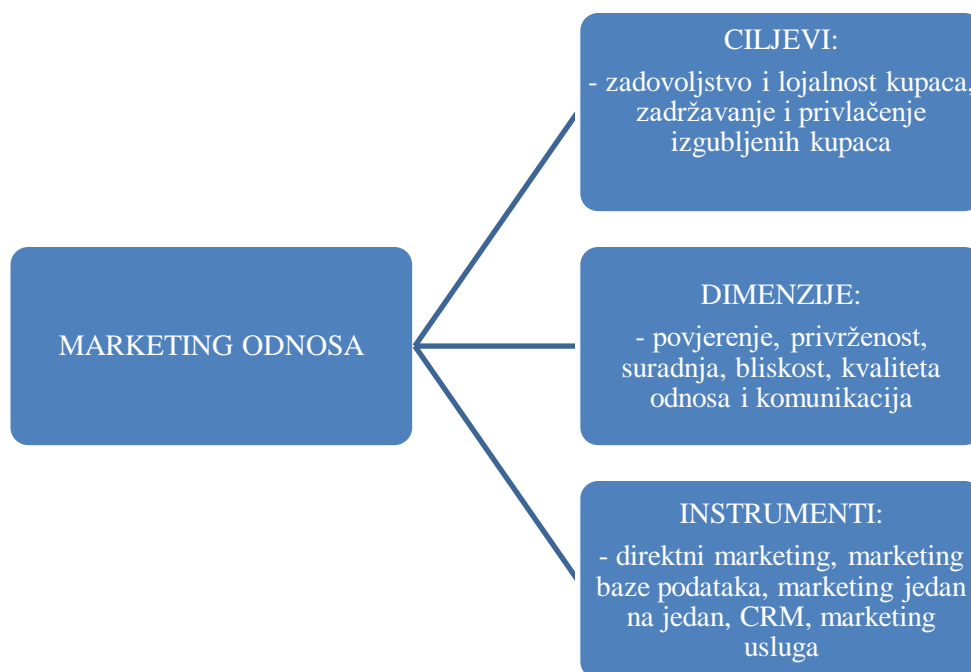 MARKETING ODNOSA
CILJEVI:
- zadovoljstvo i lojalnost kupaca,
zadržavanje i privlačenje
izgubljenih kupaca
DIMENZIJE:
- povjerenje, privrženost,
suradnja, bliskost, kvaliteta
odnosa i komunikacija
INSTRUMENTI:
- direktni marketing, marketing
baze podataka, marketing jedan
na jedan, CRM, marketing
usluga